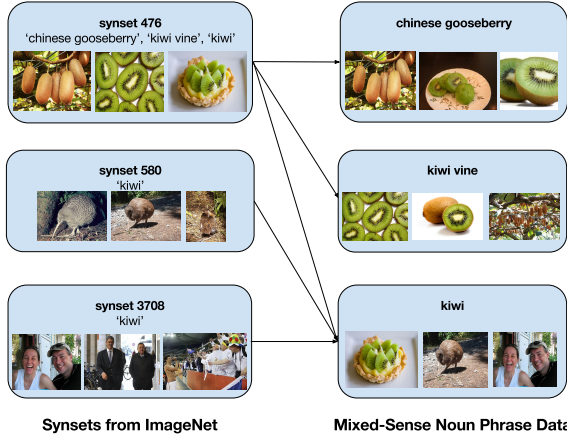 synset 476
'chinese gooseberry', 'kiwi vine', 'kiwi'
synset 580
'kiwi'
synset 3708
'kiwi'
Synsets from ImageNet
chinese gooseberry
kiwi vine
kiwi
Mixed-Sense Noun Phrase Data